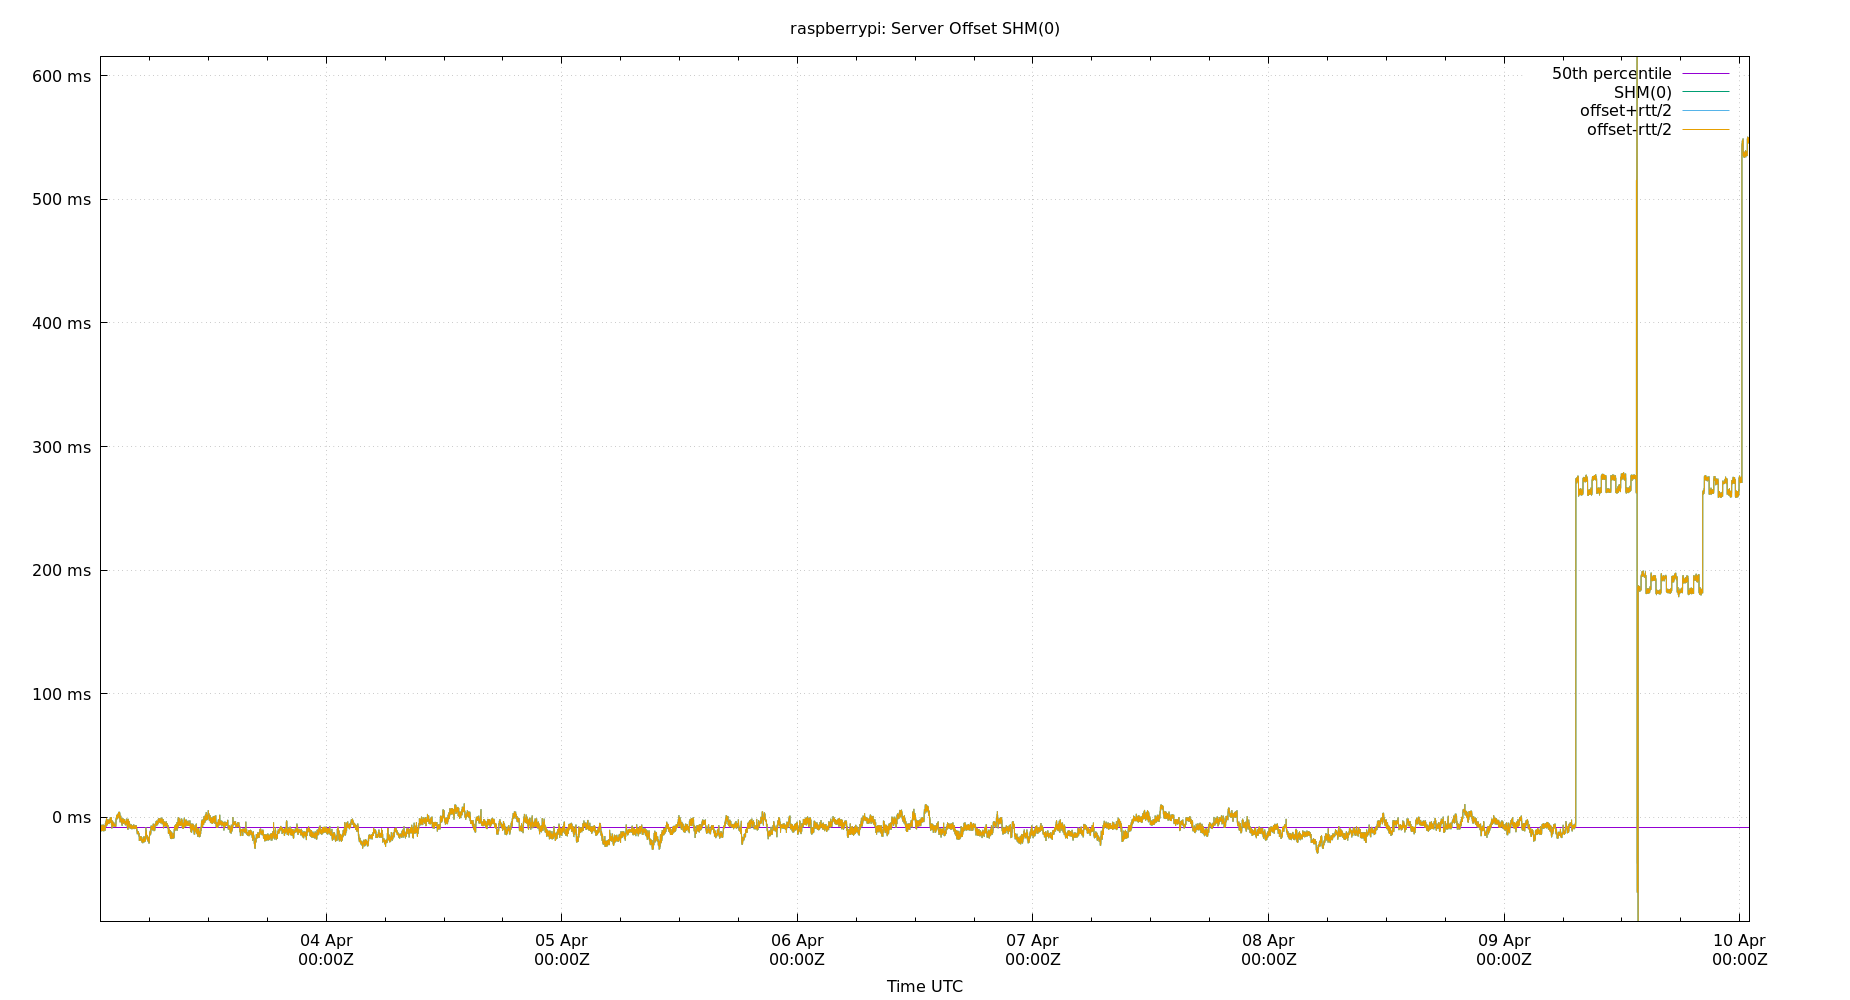 raspberrypi: Server Offset SHM(0)
600 ms
500 ms
400 ms
300 ms
200 ms
100 ms
0 ms
50th percentile
SHM(0)
offset+rtt/2
offset-rtt/2
04 Apr
00:00Z
05 Apr
00:00Z
06 Apr
00:00Z
07 Apr
00:00Z
08 Apr
00:00Z
09 Apr
00:00Z
10 Apr
00:00Z
Time UTC